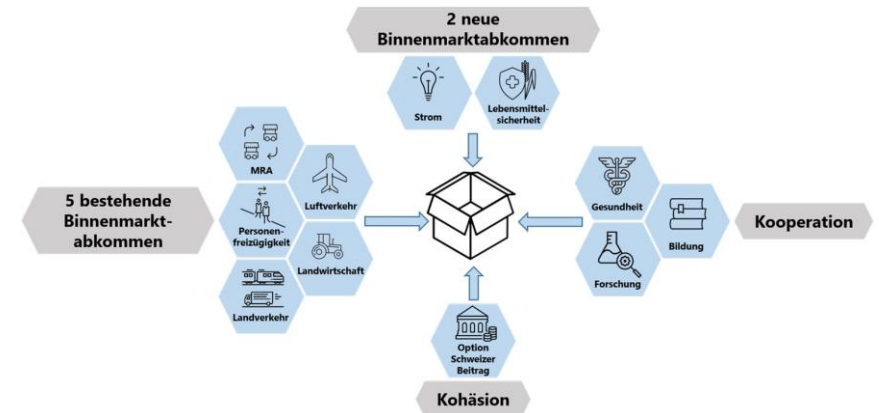 2 neue
Binnenmarktabkommen
Strom
Lebensmittel-
sicherheit
MRA
Luftverkehr
5 bestehende
Binnenmarkt-
abkommen
Personen-
freizügigkeit
Landwirtschaft
Landverkehr
Gesundheit
Bildung
Forschung
Kooperation
Option
Schweizer
Beitrag
Kohäsion